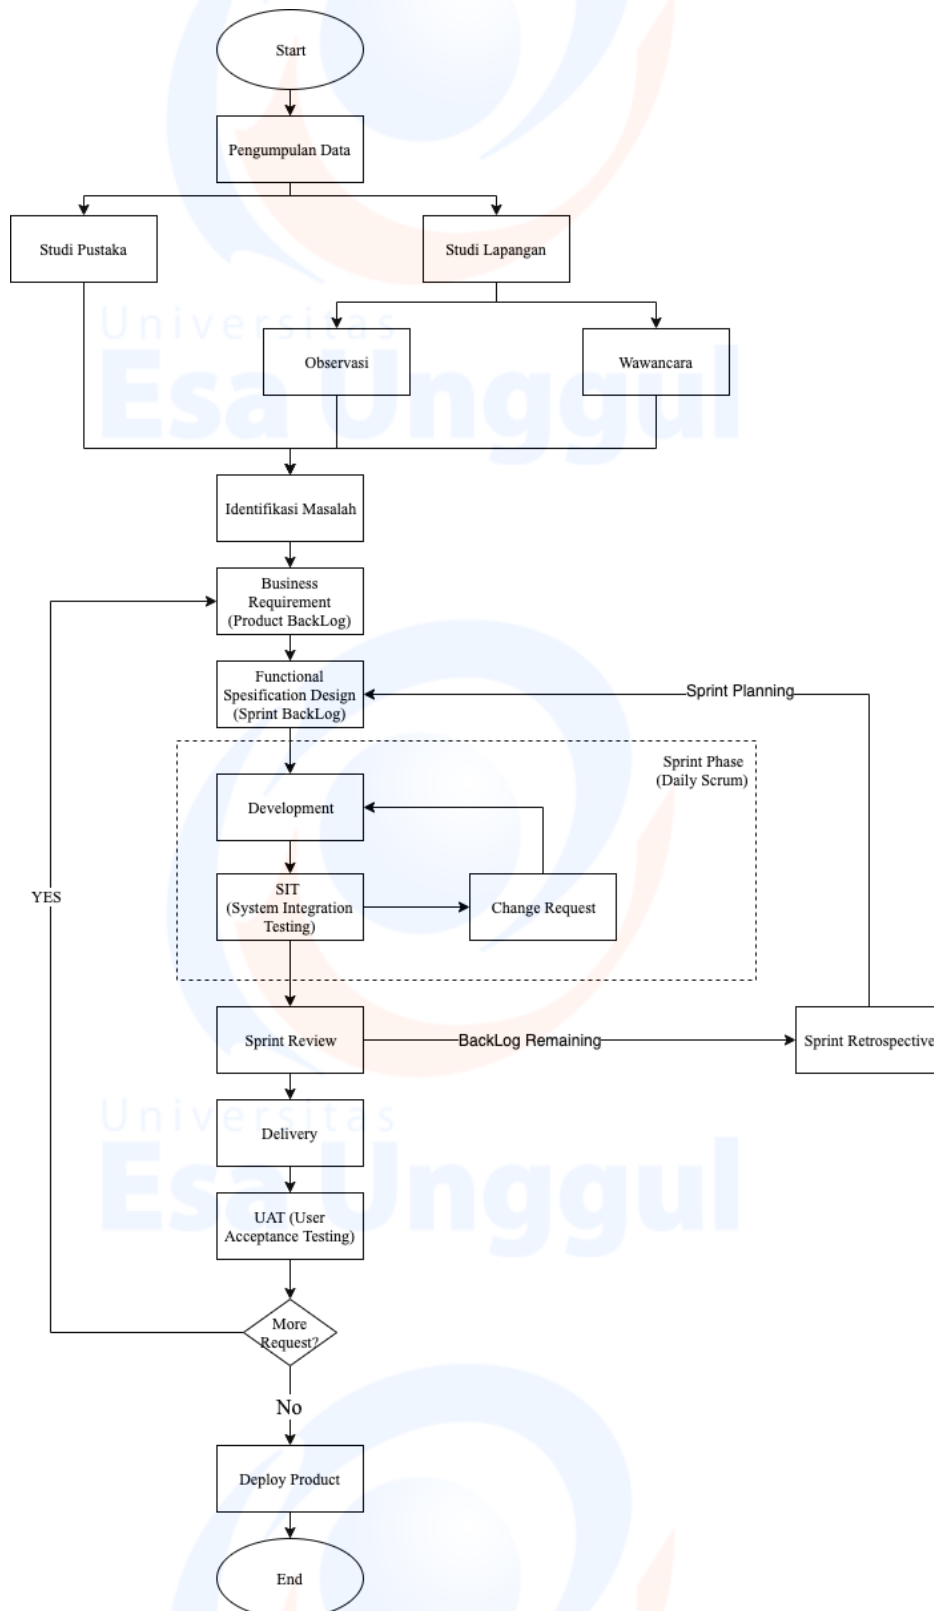 Start
Pengumpulan Data
Studi Pustaka
Studi Lapangan
Universitas
Esa Unggul
Observasi
Wawancara
Identifikasi Masalah
Business
Requirement
(Product BackLog)
Functional
Spesification Design
(Sprint BackLog)
Sprint Planning
Sprint Phase
(Daily Scrum)
Development
YES
SIT
(System Integration
Testing)
Change Request
Sprint Review
BackLog Remaining
Sprint Retrospective
Universitas
Esa Unggul
Delivery
UAT (User
Acceptance Testing)
More
Request?
No
Deploy Product
End